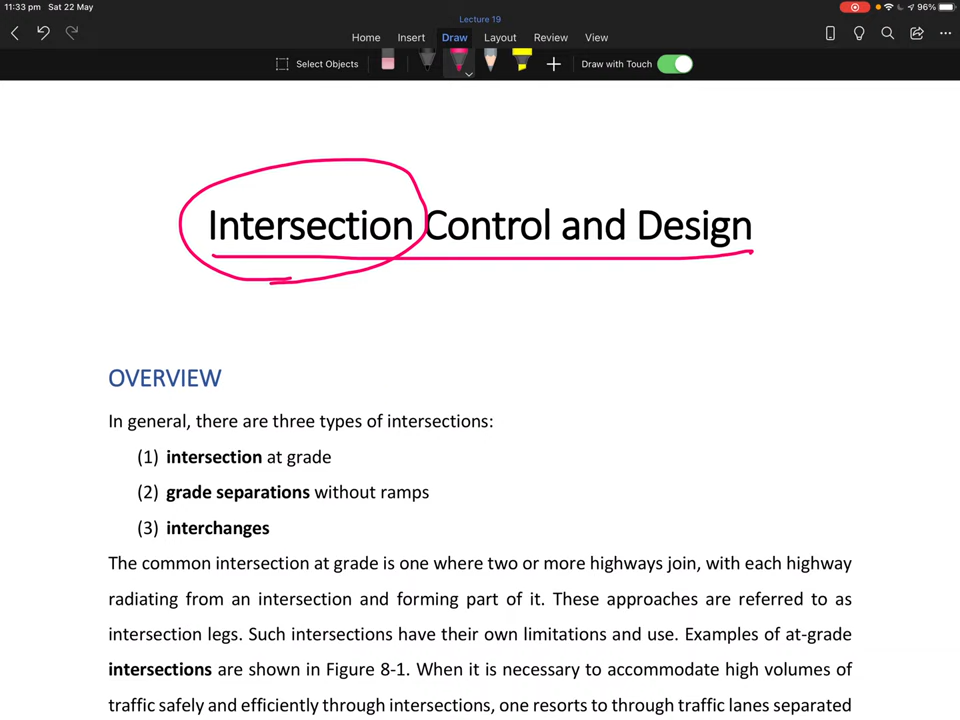 11:33 pm Sat 22 May
96%
Lecture 19
Home Insert Draw Layout Review View
Select Objects
Draw with Touch
Intersection Control and Design
OVERVIEW
In general, there are three types of intersections:
(1) intersection at grade
(2) grade separations without ramps
(3) interchanges
The common intersection at grade is one where two or more highways join, with each highway
radiating from an intersection and forming part of it. These approaches are referred to as
intersection legs. Such intersections have their own limitations and use. Examples of at-grade
intersections are shown in Figure 8-1. When it is necessary to accommodate high volumes of
traffic safely and efficiently through intersections, one resorts to through traffic lanes separated